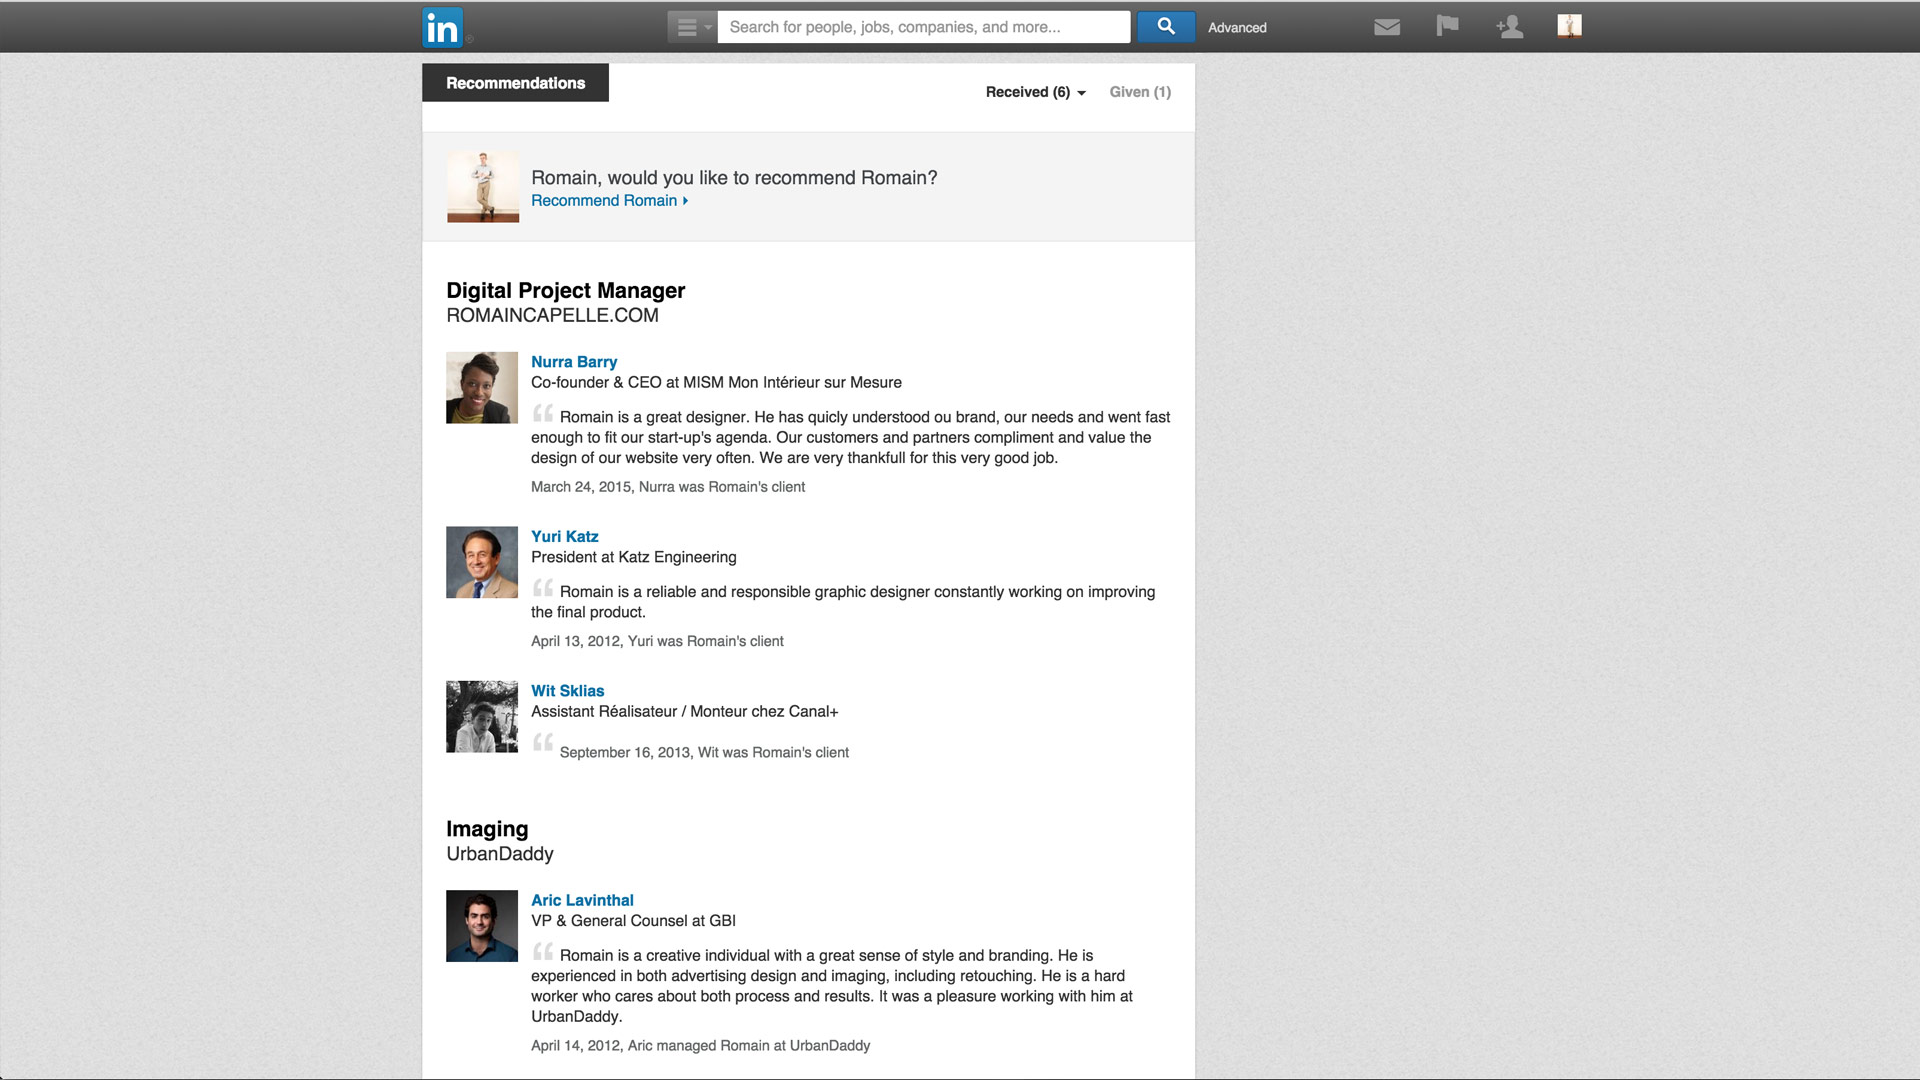 in
Search for people, jobs, companies, and more...
Advanced
Recommendations
Received (6)
Given (1)
Romain, would you like to recommend Romain?
Recommend Romain
Digital Project Manager
ROMAINCAPELLE.COM
Nurra Barry
Co-founder & CEO at MISM Mon Intérieur sur Mesure
“ Romain is a great designer. He has quicly understood ou brand, our needs and went fast
enough to fit our start-up's agenda. Our customers and partners compliment and value the
design of our website very often. We are very thankfull for this very good job.
March 24, 2015, Nurra was Romain's client
Yuri Katz
President at Katz Engineering
“ Romain is a reliable and responsible graphic designer constantly working on improving
the final product.
April 13, 2012, Yuri was Romain's client
Wit Sklias
Assistant Réalisateur / Monteur chez Canal+
“ September 16, 2013, Wit was Romain's client
Imaging
UrbanDaddy
Aric Lavinthal
VP & General Counsel at GBI
“ Romain is a creative individual with a great sense of style and branding. He is
experienced in both advertising design and imaging, including retouching. He is a hard
worker who cares about both process and results. It was a pleasure working with him at
UrbanDaddy.
April 14, 2012, Aric managed Romain at UrbanDaddy